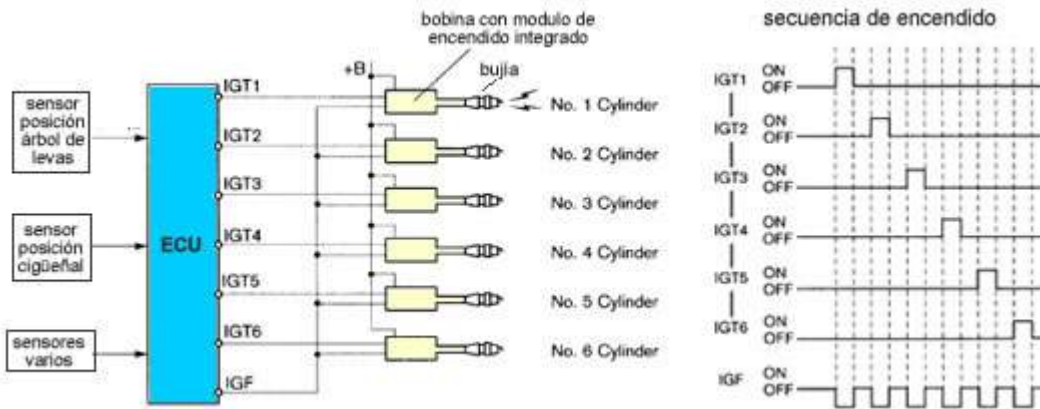 bobina con modulo de
encendido integrado
secuencia de encendido
+B
bujía
sensor
posición
árbol de
levas
sensor
posición
cigüeñal
sensores
varios
ECU
IGT1
IGT2
IGT3
IGT4
IGT5
IGT6
IGF
No. 1 Cylinder
No. 2 Cylinder
No. 3 Cylinder
No. 4 Cylinder
No. 5 Cylinder
No. 6 Cylinder
IGT1 ON
OFF
IGT2 ON
OFF
IGT3 ON
OFF
IGT4 ON
OFF
IGT5 ON
OFF
IGT6 ON
OFF
IGF ON
OFF